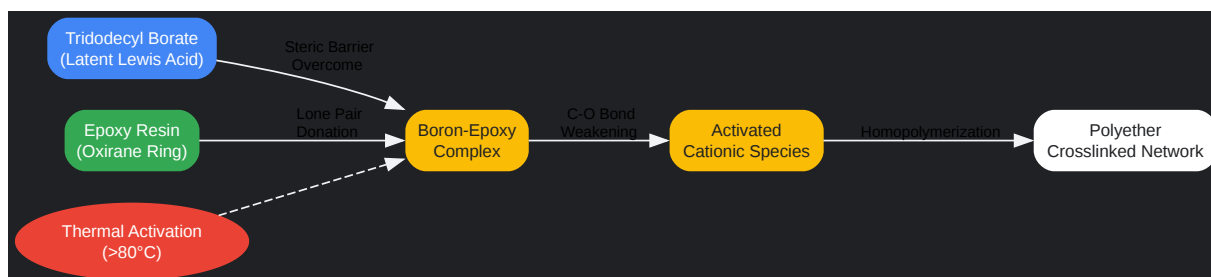 Tridodecyl Borate
(Latent Lewis Acid)
Steric Barrier
Overcome
Epoxy Resin
(Oxirane Ring)
Lone Pair
Donation
Boron-Epoxy
Complex
C-O Bond
Weakening
Activated
Cationic Species
Homopolymerization
Polyether
Crosslinked Network
Thermal Activation
(>80°C)